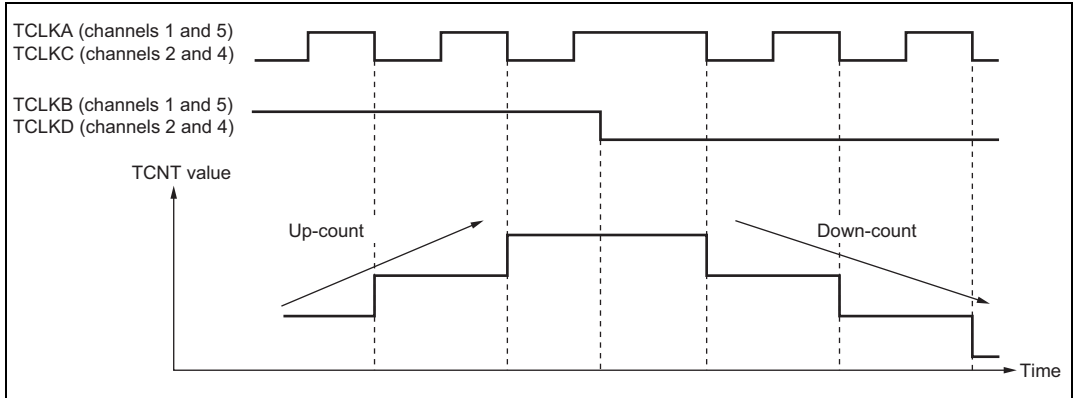 TCLKA (channels 1 and 5)
TCLKC (channels 2 and 4)
TCLKB (channels 1 and 5)
TCLKD (channels 2 and 4)
TCNT value
Up-count
Down-count
Time